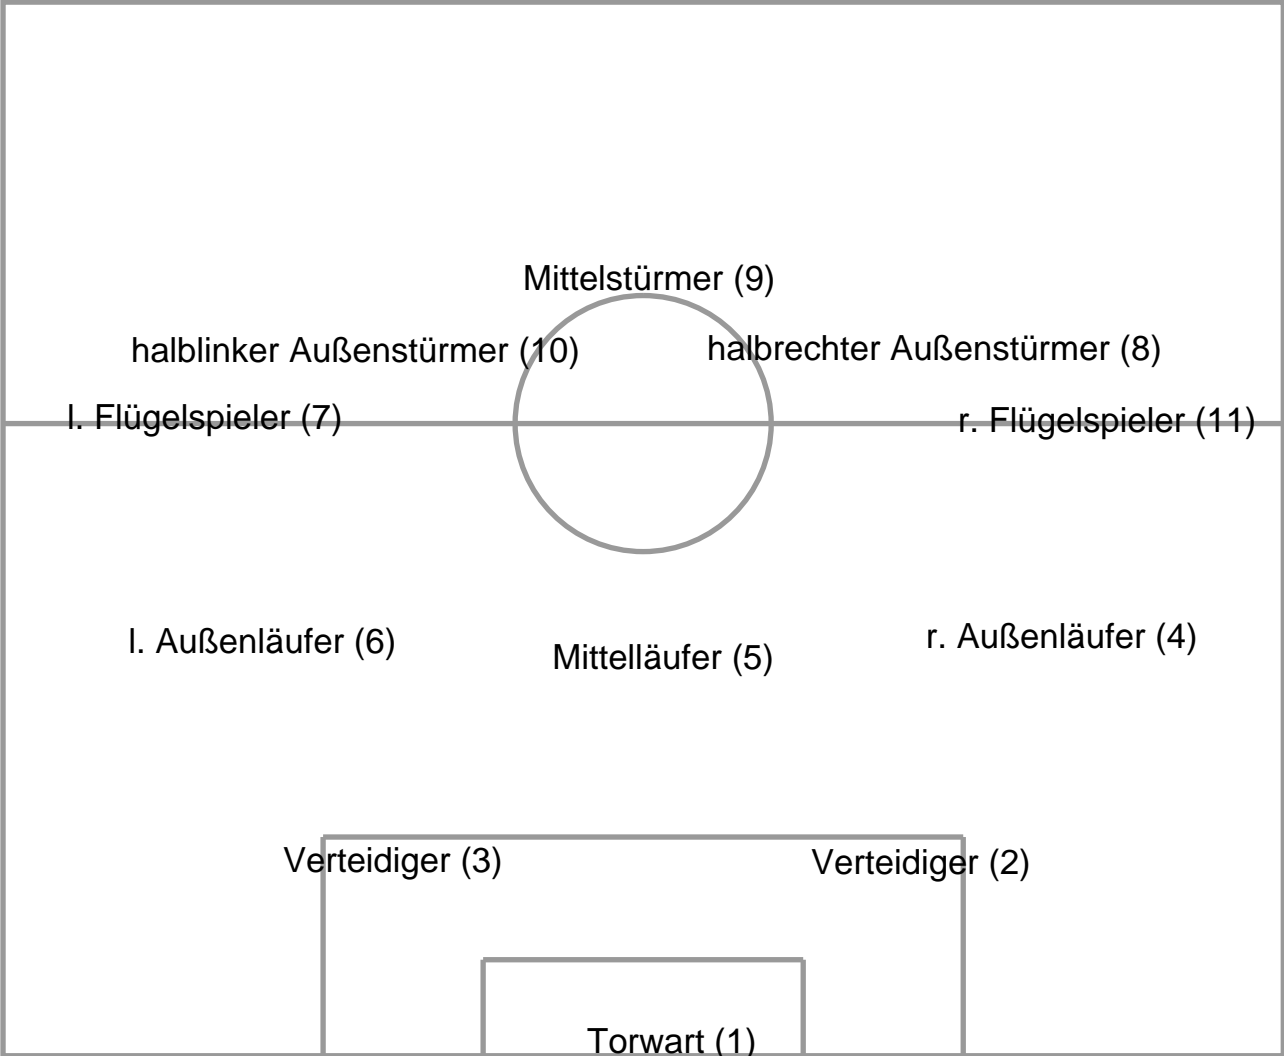 Mittelstürmer (9)
halblinker Außenstürmer (10)
halbrechter Außenstürmer (8)
l. Flügelspieler (7)
r. Flügelspieler (11)
l. Außenläufer (6)
Mittelläufer (5)
r. Außenläufer (4)
Verteidiger (3)
Verteidiger (2)
Torwart (1)